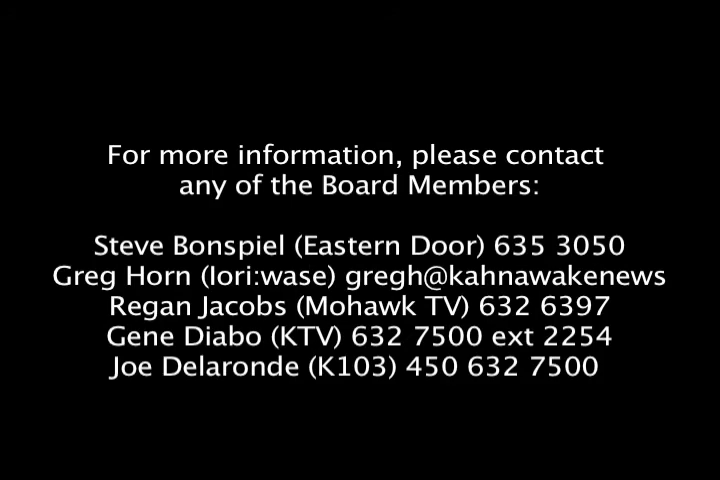 For more information, please contact
any of the Board Members:
Steve Bonspiel (Eastern Door) 635 3050
Greg Horn (Iori:wase) gregh@kahnawakenews
Regan Jacobs (Mohawk TV) 632 6397
Gene Diabo (KTV) 632 7500 ext 2254
Joe Delaronde (K103) 450 632 7500